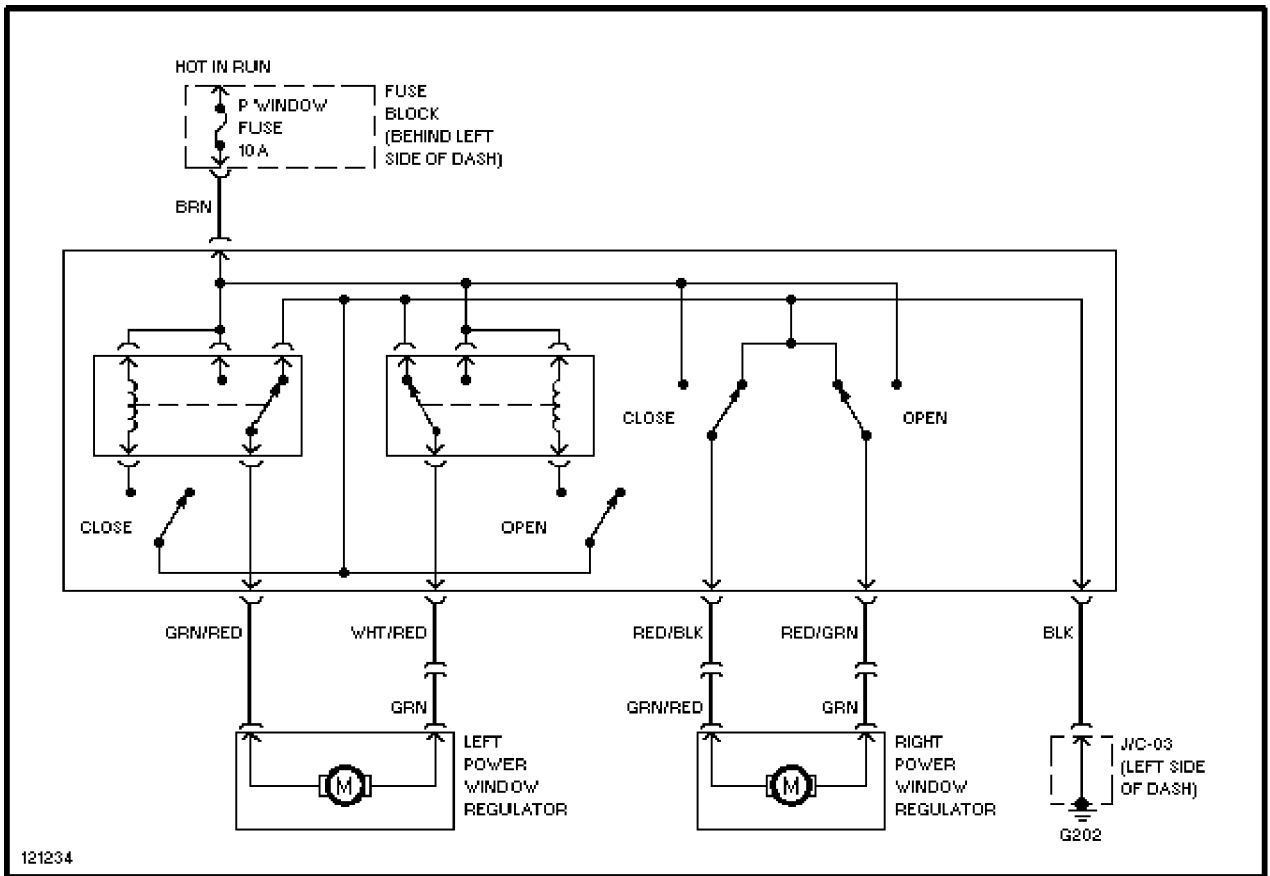 HOT IN RUN
P WINDOW
FUSE
10 A
FUSE
BLOCK
(BEHIND LEFT
SIDE OF DASH)
BRN
CLOSE
OPEN
CLOSE
OPEN
GRN/RED
WHT/RED
RED/BLK
RED/GRN
BLK
GRN
GRN/RED
GRN
M
LEFT
POWER
WINDOW
REGULATOR
M
RIGHT
POWER
WINDOW
REGULATOR
J/C-03
(LEFT SIDE
OF DASH)
G202
121234